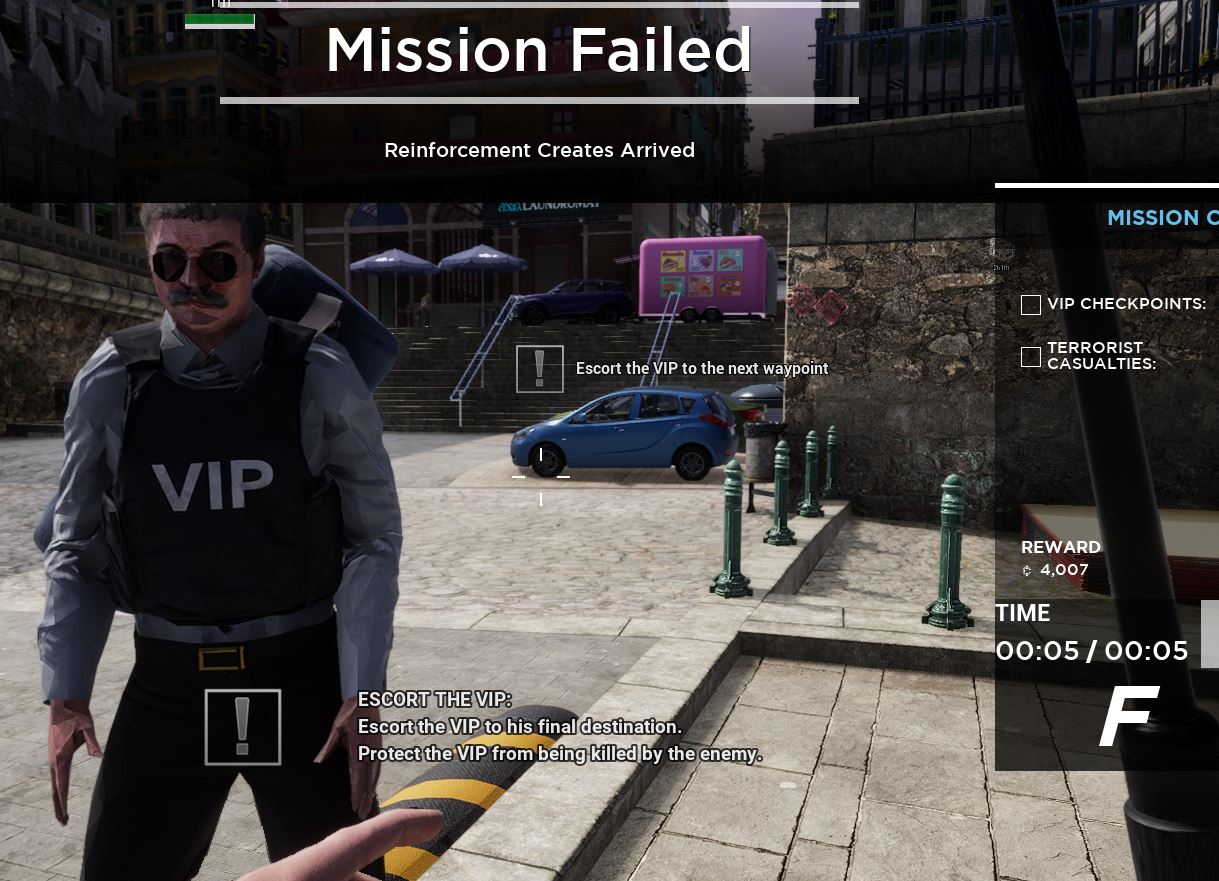 Mission Failed
Reinforcement Creates Arrived
LAUNDROMAT
MISSION C
VIP CHECKPOINTS:
TERRORIST
CASUALTIES:
Escort the VIP to the next waypoint
VIP
REWARD
4,007
TIME
00:05 / 00:05
F
ESCORT THE VIP:
Escort the VIP to his final destination.
Protect the VIP from being killed by the enemy.